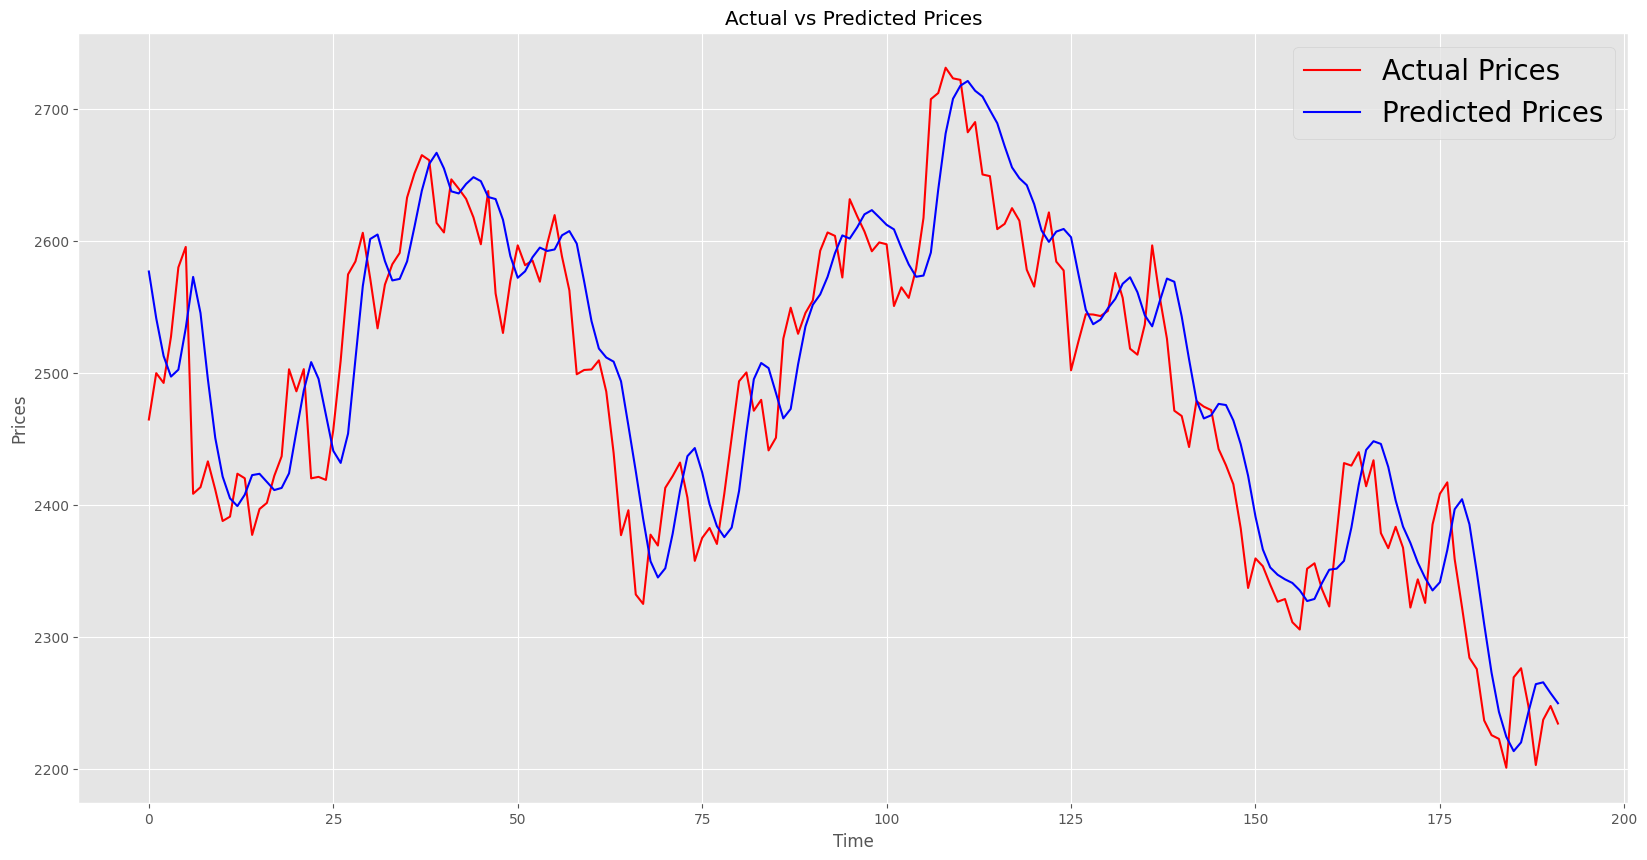 Actual vs Predicted Prices
Actual Prices
Predicted Prices
Prices
2700
2600
2500
2400
2300
2200
0 25 50 75 100 125 150 175 200
Time